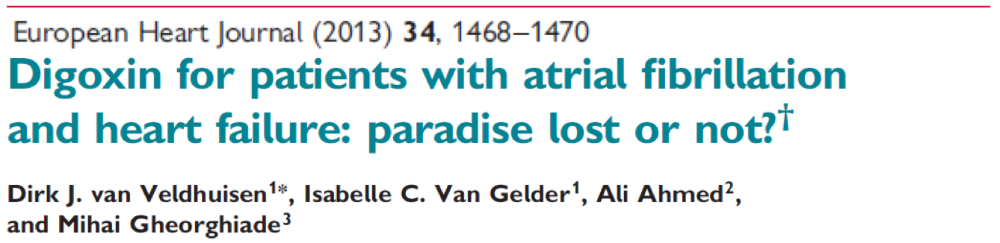 European Heart Journal (2013) 34, 1468–1470
Digoxin for patients with atrial fibrillation
and heart failure: paradise lost or not?†
Dirk J. van Veldhuisen1*, Isabelle C. Van Gelder1, Ali Ahmed2,
and Mihai Gheorghiade3